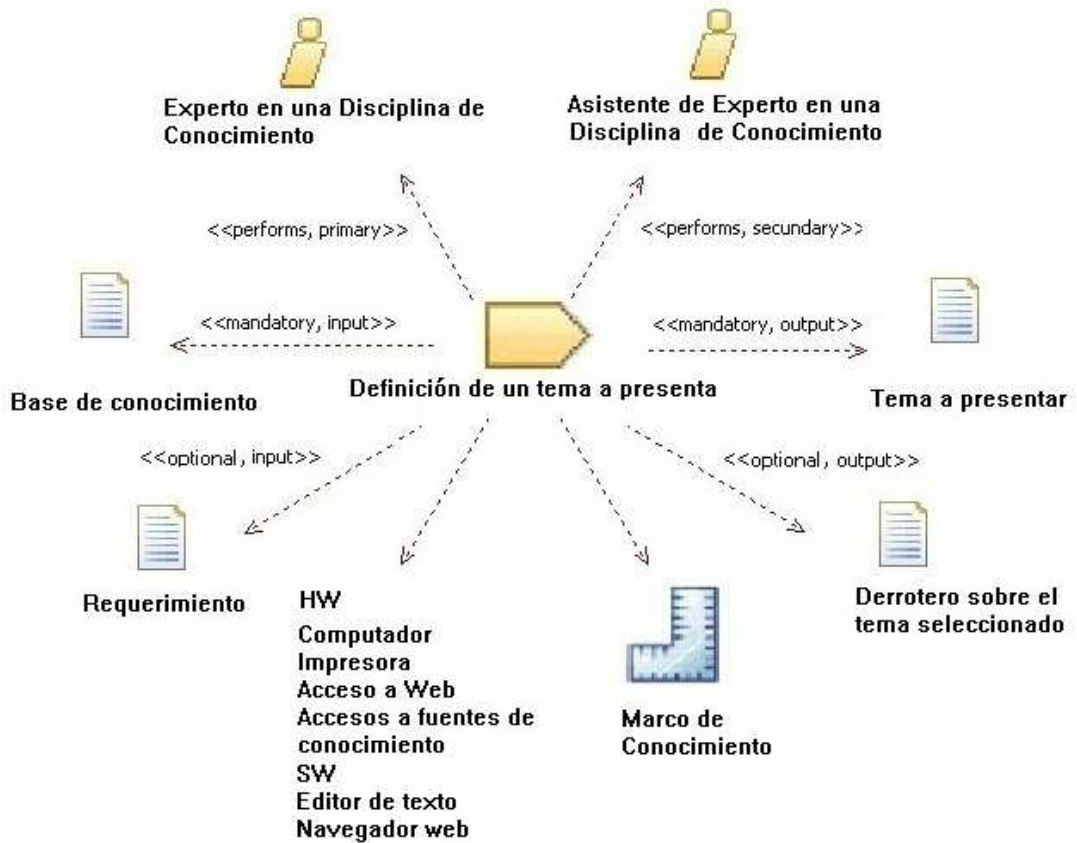 Experto en una Disciplina de
Conocimiento
Asistente de Experto en una
Disciplina de Conocimiento
<<performs, primary>>
<<performs, secundary>>
<<mandatory, input>>
<<mandatory, output>>
Definición de un tema a presenta
Base de conocimiento
Tema a presentar
<<optional, input>>
<<optional, output>>
Requerimiento
HW
Computador
Impresora
Acceso a Web
Accesos a fuentes de
conocimiento
SW
Editor de texto
Navegador web
Marco de
Conocimiento
Derrotero sobre el
tema seleccionado